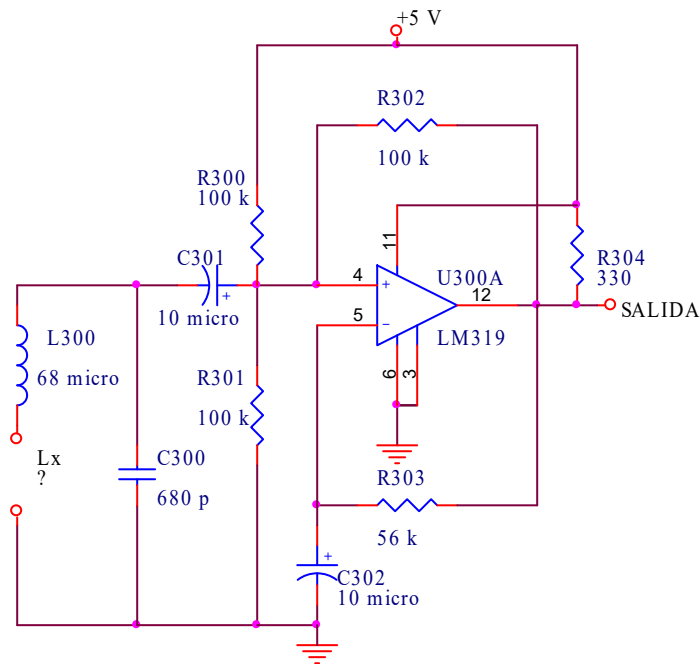 +5 V
R302
100 k
R300
100 k
C301
10 micro
11
4
+
5
−
U300A
12
LM319
R304
330
SALIDA
L300
68 micro
R301
100 k
6
3
Lx
?
C300
680 p
R303
56 k
C302
10 micro
+
+